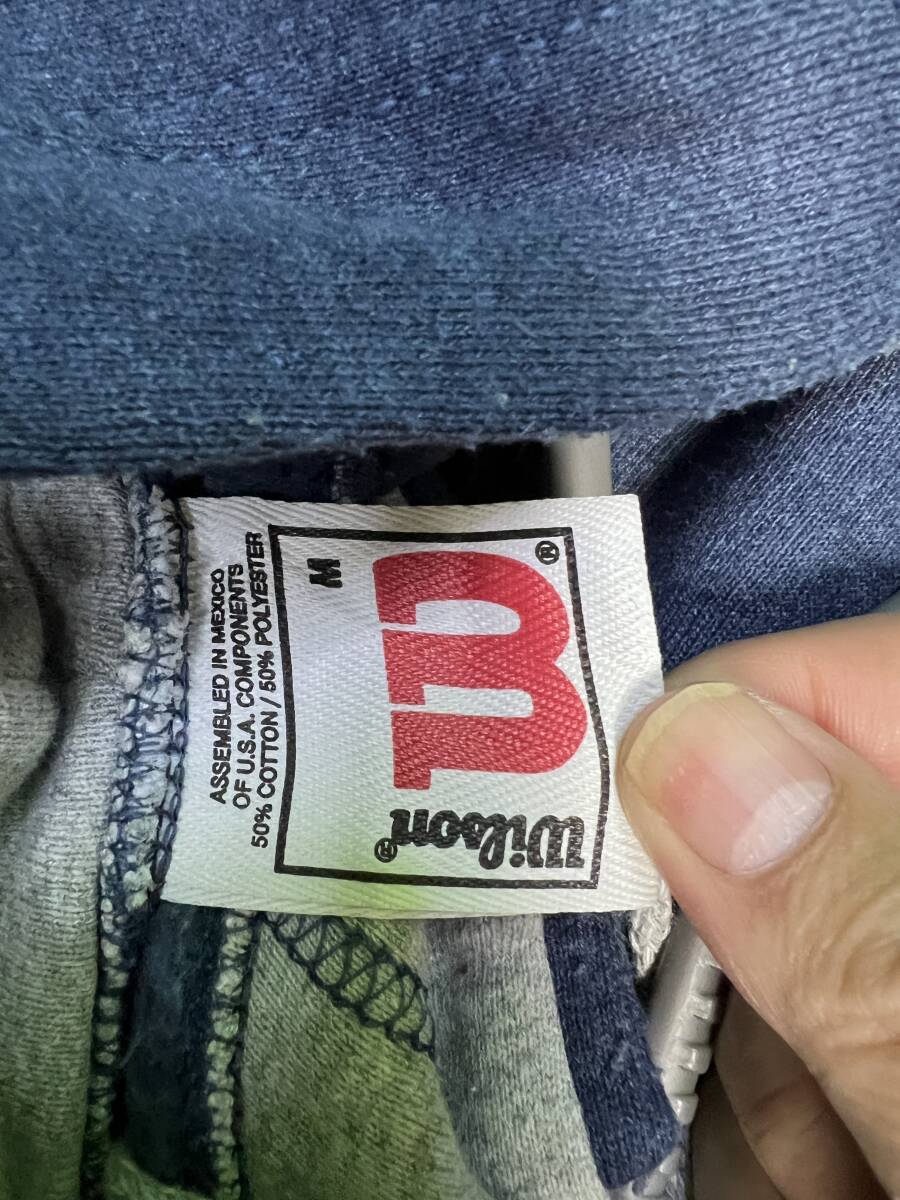 ASSEMBLED IN MEXICO
OF U.S.A. COMPONENTS
50% COTTON / 50% POLYESTER
M
Wilson®
W®